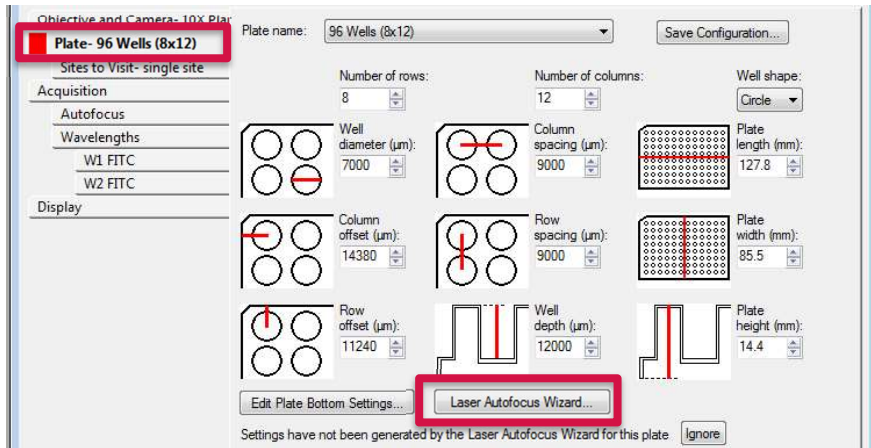 Objective and Camera- 10X Plan
Plate- 96 Wells (8x12)
Sites to Visit- single site
Acquisition
Autofocus
Wavelengths
W1 FITC
W2 FITC
Display
Plate name: 96 Wells (8x12) Save Configuration...
Number of rows: Number of columns: Well shape:
8 12 Circle
Well diameter (µm):
7000
Column spacing (µm):
9000
Plate length (mm):
127.8
Column offset (µm):
14380
Row spacing (µm):
9000
Plate width (mm):
85.5
Row offset (µm):
11240
Well depth (µm):
12000
Plate height (mm):
14.4
Edit Plate Bottom Settings... Laser Autofocus Wizard...
Settings have not been generated by the Laser Autofocus Wizard for this plate Ignore